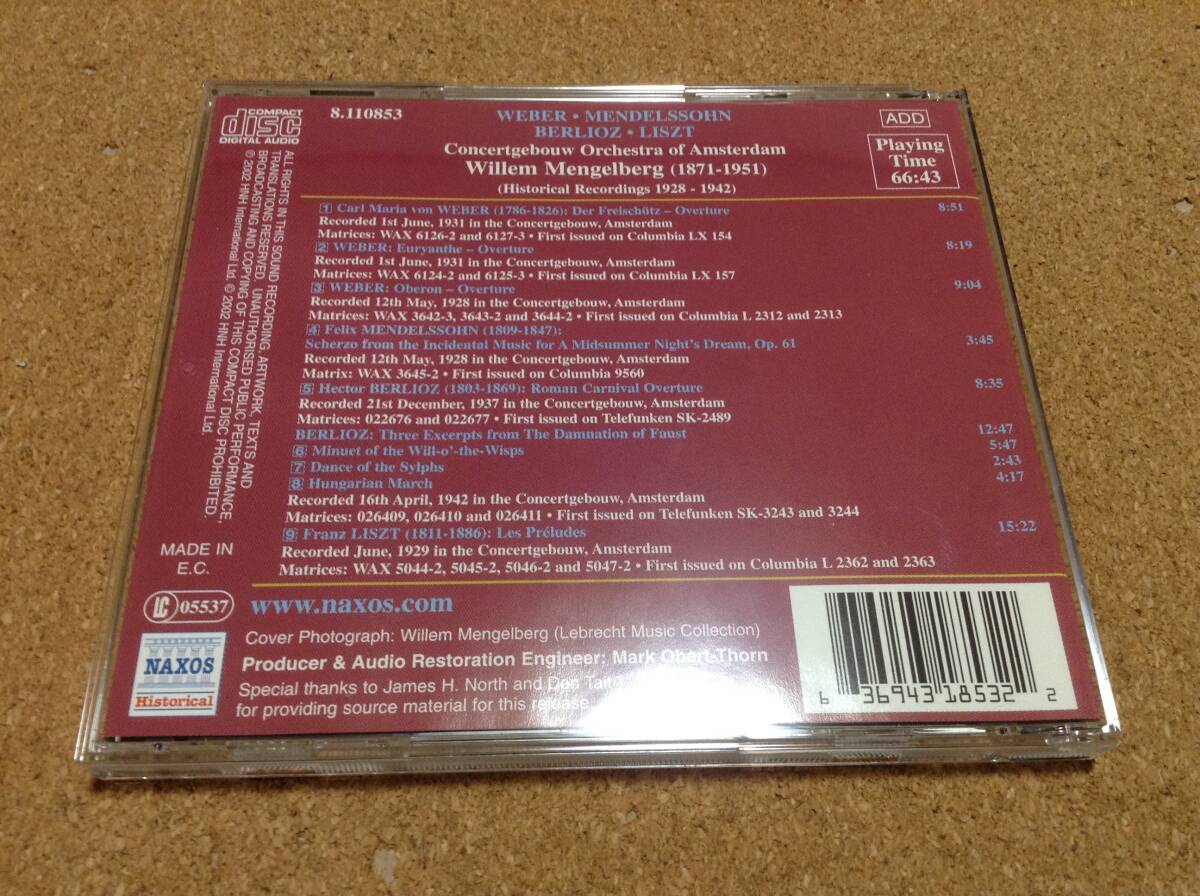 COMPACT
disc
DIGITAL AUDIO
8.110853
WEBER • MENDELSSOHN
BERLIOZ • LISZT
Concertgebouw Orchestra of Amsterdam
Willem Mengelberg (1871-1951)
(Historical Recordings 1928 - 1942)
ADD
Playing
Time
66:43
1 Carl Maria von WEBER (1786-1826): Der Freischütz – Overture 8:51
Recorded 1st June, 1931 in the Concertgebouw, Amsterdam
Matrices: WAX 6126-2 and 6127-3 • First issued on Columbia LX 154
2 WEBER: Euryanthe – Overture 8:19
Recorded 1st June, 1931 in the Concertgebouw, Amsterdam
Matrices: WAX 6124-2 and 6125-3 • First issued on Columbia LX 157
3 WEBER: Oberon – Overture 9:04
Recorded 12th May, 1928 in the Concertgebouw, Amsterdam
Matrices: WAX 3642-3, 3643-2 and 3644-2 • First issued on Columbia L 2312 and 2313
4 Felix MENDELSSOHN (1809-1847):
Scherzo from the Incidental Music for A Midsummer Night's Dream, Op. 61 3:45
Recorded 12th May, 1928 in the Concertgebouw, Amsterdam
Matrix: WAX 3645-2 • First issued on Columbia 9560
5 Hector BERLIOZ (1803-1869): Roman Carnival Overture 8:35
Recorded 21st December, 1937 in the Concertgebouw, Amsterdam
Matrices: 022676 and 022677 • First issued on Telefunken SK-2489
BERLIOZ: Three Excerpts from The Damnation of Faust 12:47
6 Minuet of the Will-o'-the-Wisps 5:47
7 Dance of the Sylphs 2:43
8 Hungarian March 4:17
Recorded 16th April, 1942 in the Concertgebouw, Amsterdam
Matrices: 026409, 026410 and 026411 • First issued on Telefunken SK-3243 and 3244
9 Franz LISZT (1811-1886): Les Préludes 15:22
Recorded June, 1929 in the Concertgebouw, Amsterdam
Matrices: WAX 5044-2, 5045-2, 5046-2 and 5047-2 • First issued on Columbia L 2362 and 2363
ALL RIGHTS IN THIS SOUND RECORDING, ARTWORK, TEXTS AND
TRANSLATIONS RESERVED. UNAUTHORISED PUBLIC PERFORMANCE,
BROADCASTING AND COPYING OF THIS COMPACT DISC PROHIBITED.
℗ 2002 HNH International Ltd. © 2002 HNH International Ltd.
MADE IN
E.C.
LC 05537
www.naxos.com
NAXOS
Historical
Cover Photograph: Willem Mengelberg (Lebrecht Music Collection)
Producer & Audio Restoration Engineer: Mark Obert-Thorn
Special thanks to James H. North and Don Tait
for providing source material for this release.
6 36943 18532 2